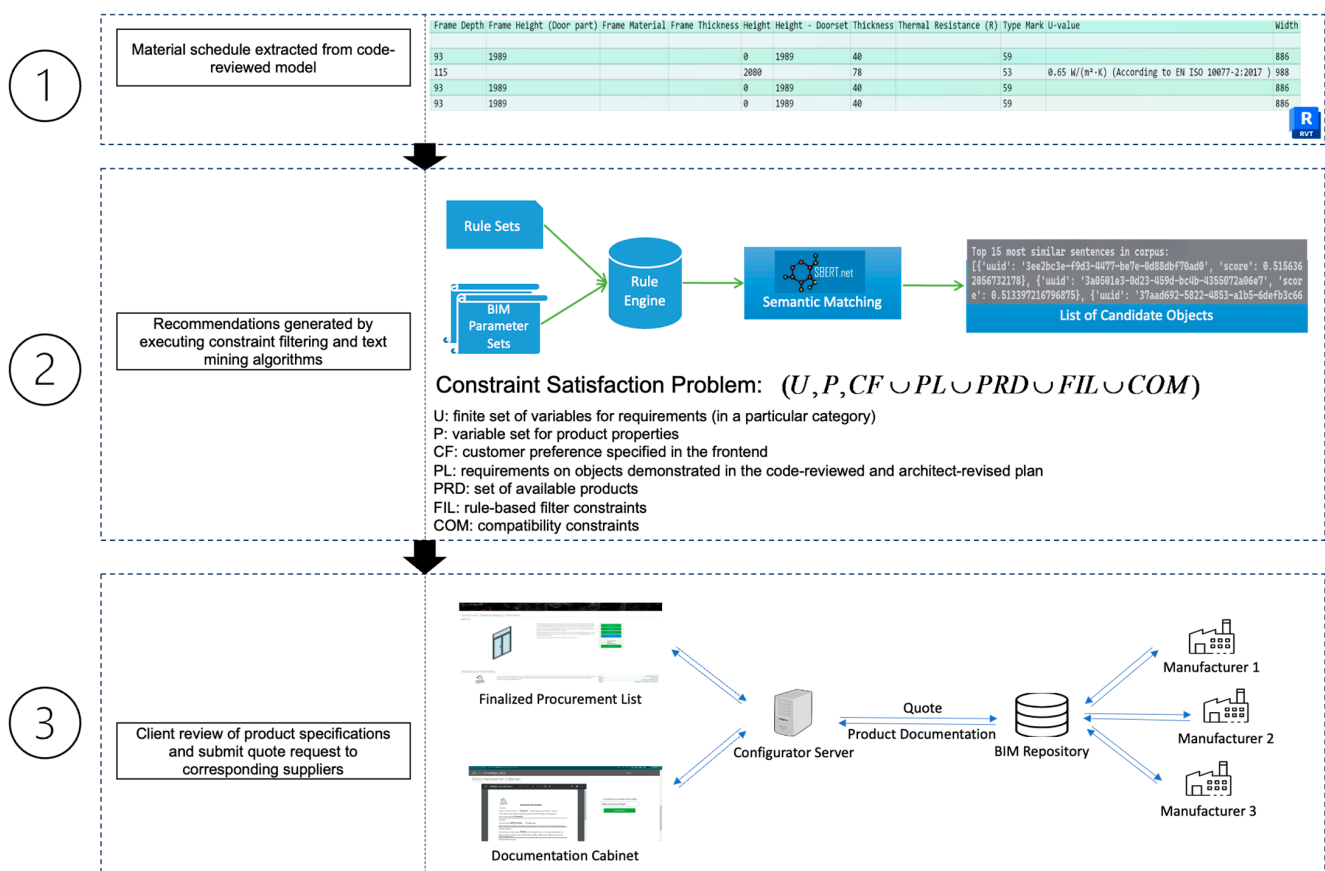 1
Material schedule extracted from code-
reviewed model
Frame Depth Frame Height (Door part) Frame Material Frame Thickness Height Height - Doorset Thickness Thermal Resistance (R) Type Mark U-value Width
93 1989 0 1989 40 59 886
115 2080 78 53 0.65 W/(m²·K) (According to EN ISO 10077-2:2017 ) 988
93 1989 0 1989 40 59 886
93 1989 0 1989 40 59 886
R
RVT
2
Recommendations generated by
executing constraint filtering and text
mining algorithms
Rule Sets
BIM
Parameter
Sets
Rule
Engine
SBERT.net
Semantic Matching
Top 15 most similar sentences in corpus:
[{'uuid': '3ee2bc3e-f9d3-4477-be7e-0d88dbf70ad0', 'score': 0.515636
2056732178}, {'uuid': '3a0501e3-0d23-459d-bc4b-4355072a06e7', 'scor
e': 0.513397216796875}, {'uuid': '37aad692-5822-4853-a1b5-6defb3c66
List of Candidate Objects
Constraint Satisfaction Problem: (U,P,CF∪PL∪PRD∪FIL∪COM)
U: finite set of variables for requirements (in a particular category)
P: variable set for product properties
CF: customer preference specified in the frontend
PL: requirements on objects demonstrated in the code-reviewed and architect-revised plan
PRD: set of available products
FIL: rule-based filter constraints
COM: compatibility constraints
3
Client review of product specifications
and submit quote request to
corresponding suppliers
Finalized Procurement List
Documentation Cabinet
Documentation Cabinet
Configurator Server
Quote
Product Documentation
BIM Repository
Manufacturer 1
Manufacturer 2
Manufacturer 3